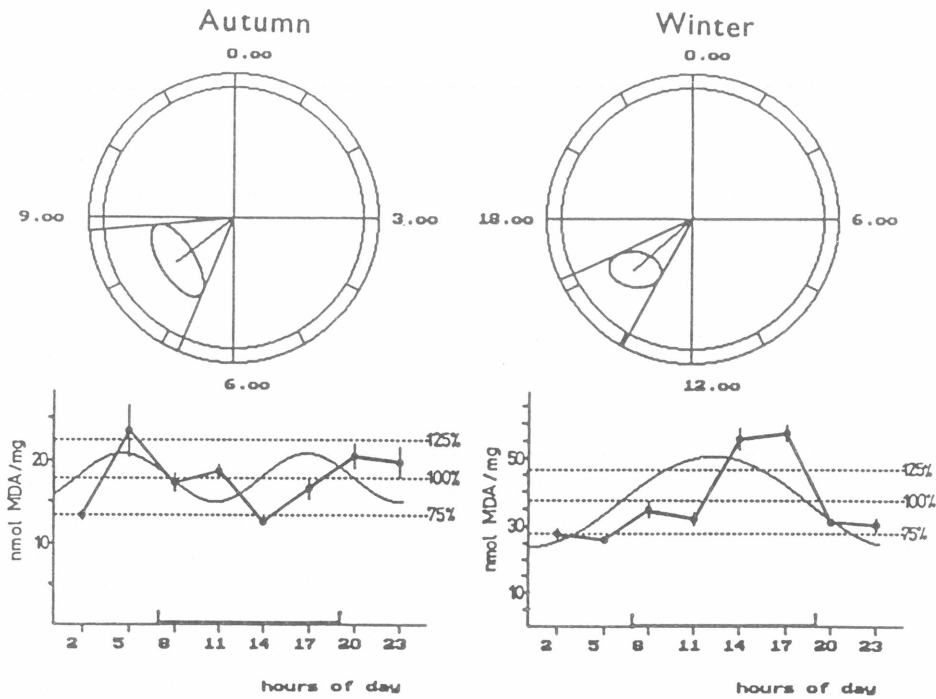 Autumn
0.00
9.00
3.00
6.00
nmol MDA/mg
20
10
125%
100%
75%
2 5 8 11 14 17 20 23
hours of day
Winter
0.00
18.00
6.00
12.00
nmol MDA/mg
50
30
10
125%
100%
75%
2 5 8 11 14 17 20 23
hours of day